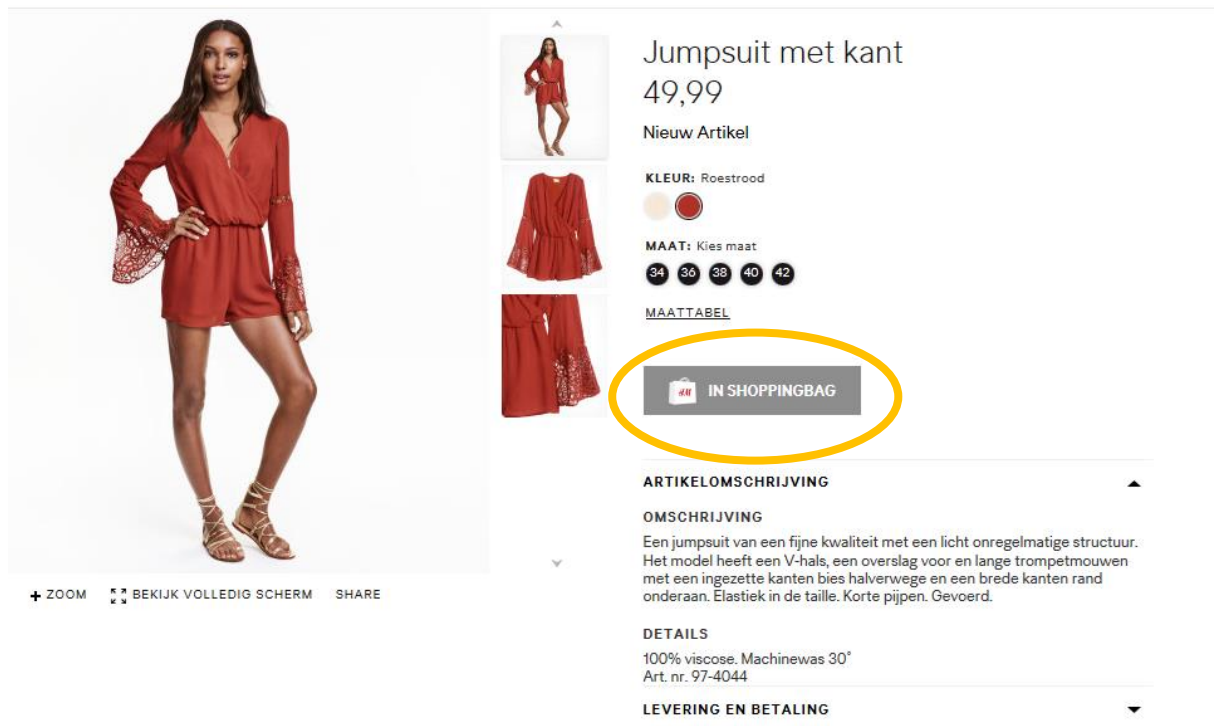 Jumpsuit met kant
49,99
Nieuw Artikel
KLEUR: Roestrood
MAAT: Kies maat
34 36 38 40 42
MAATTABEL
H&M IN SHOPPINGBAG
ARTIKELOMSCHRIJVING
OMSCHRIJVING
Een jumpsuit van een fijne kwaliteit met een licht onregelmatige structuur.
Het model heeft een V-hals, een overslag voor en lange trompetmouwen
met een ingezette kanten bies halverwege en een brede kanten rand
onderaan. Elastiek in de taille. Korte pijpen. Gevoerd.
DETAILS
100% viscose. Machinewas 30°
Art. nr. 97-4044
LEVERING EN BETALING
+ ZOOM BEKIJK VOLLEDIG SCHERM SHARE